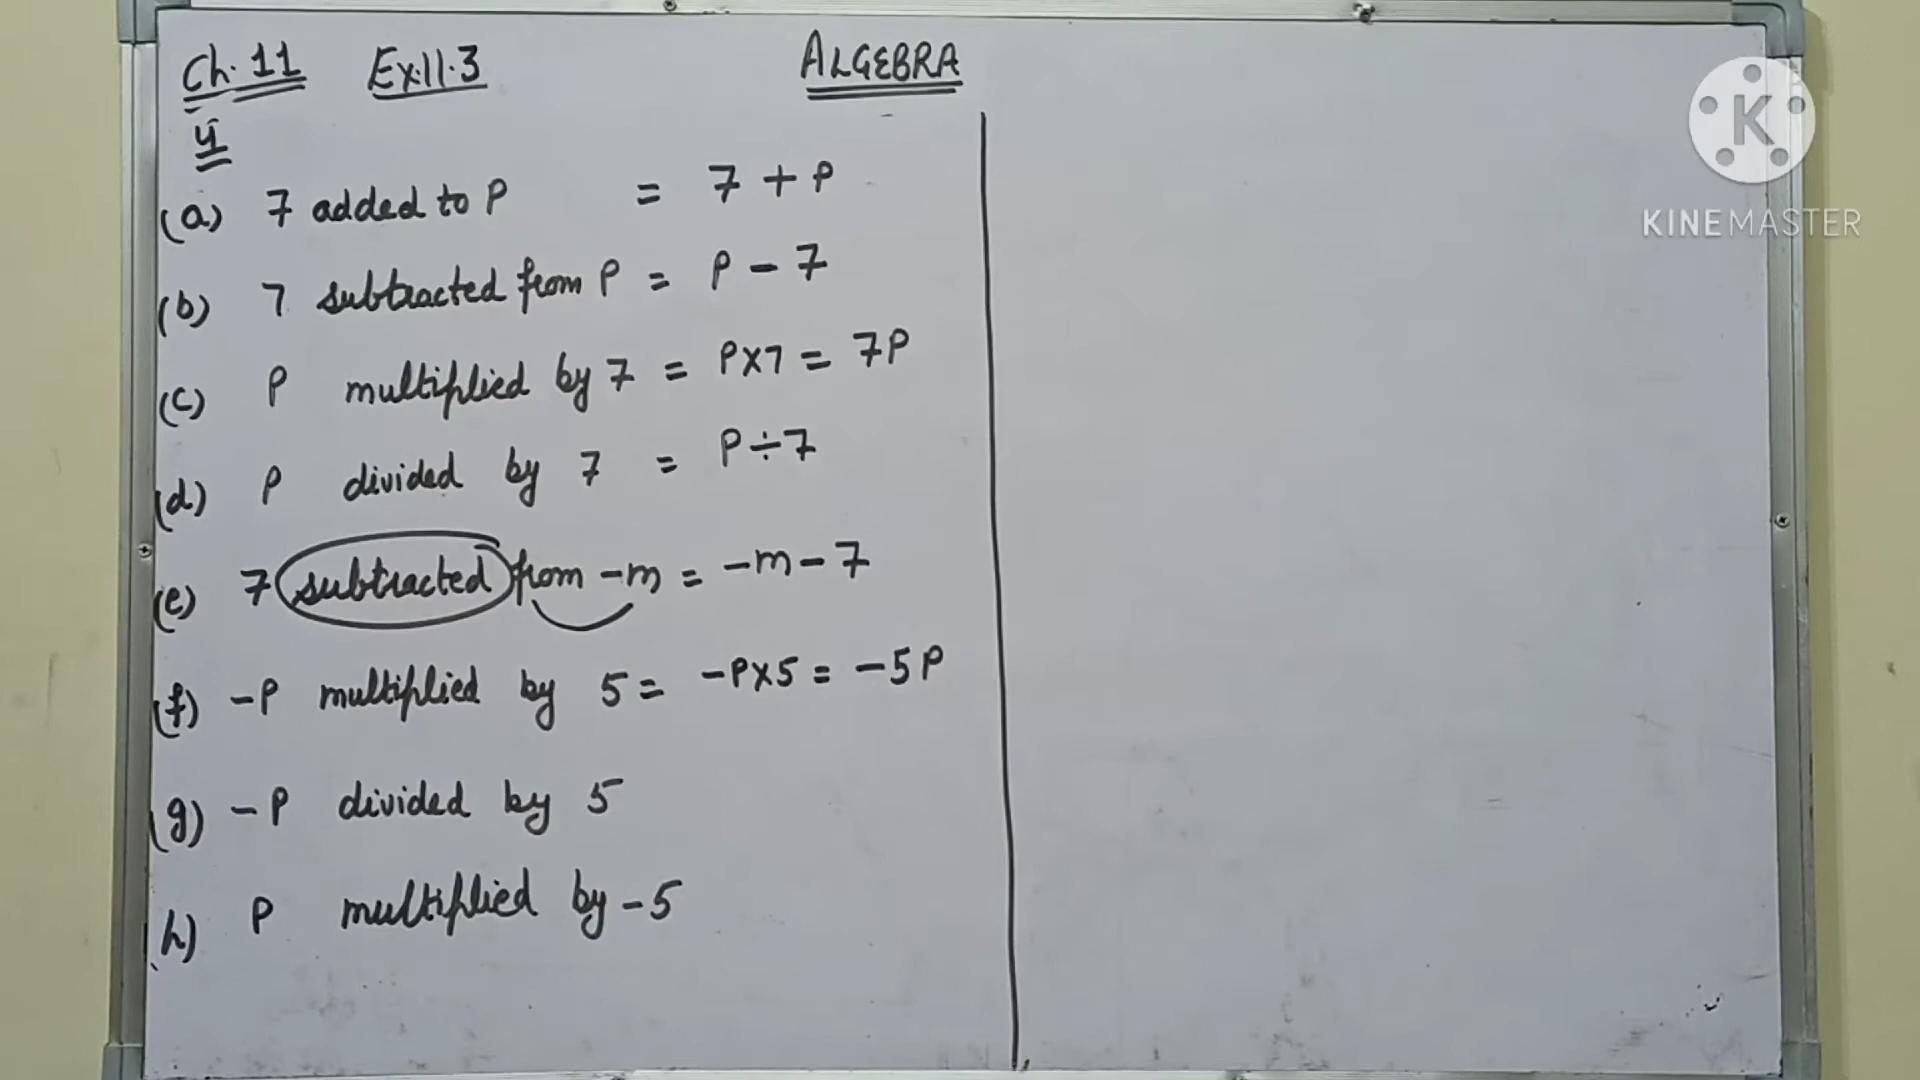 Ch. 11 Ex.11.3 ALGEBRA
4
(a) 7 added to P = 7 + P
(b) 7 subtracted from P = P - 7
(c) P multiplied by 7 = P×7 = 7P
(d) P divided by 7 = P÷7
(e) 7 subtracted from -m = -m - 7
(f) -P multiplied by 5 = -P×5 = -5P
(g) -P divided by 5
(h) P multiplied by -5
K
KINEMASTER